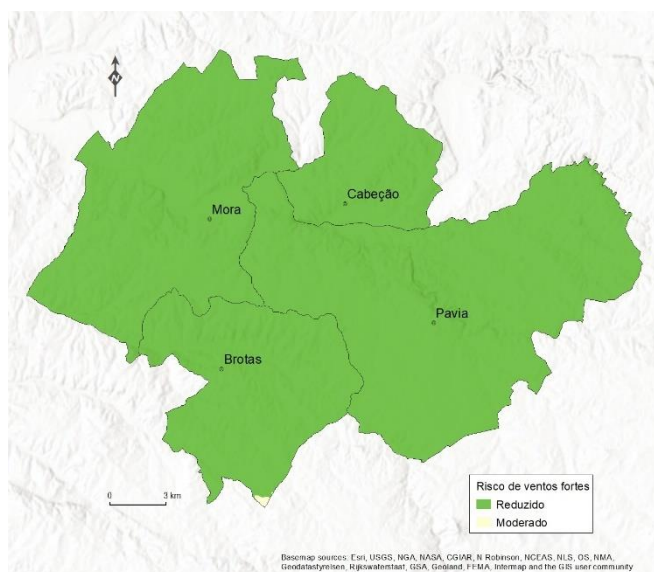 N
Cabeção
Mora
Pavia
Brotas
0 3 km
Risco de ventos fortes
Reduzido
Moderado
Basemap sources: Esri, USGS, NGA, NASA, CGIAR, N Robinson, NCEAS, NLS, OS, NMA,
Geodatastyrelsen, Rijkswaterstaat, GSA, Geoland, FEMA, Intermap and the GIS user community